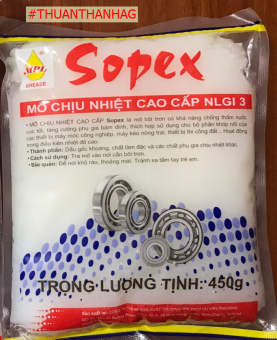 #THUANTHANHAG
MPL
GREASE
Sopex
MỠ CHỊU NHIỆT CAO CẤP NLGI 3
• MỠ CHỊU NHIỆT CAO CẤP Sopex là mỡ bôi trơn có khả năng chống thấm nước
cực tốt, tăng cường phụ gia bám dính, thích hợp sử dụng cho bộ phận khớp nối của
các thiết bị máy móc công nghiệp, máy kéo nông trại, thiết bị thi công đất... Hoạt động
trong điều kiện nhiệt độ cao.
• Thành phần: Dầu gốc khoáng, chất làm đặc và các chất phụ gia chịu nhiệt khác.
• Cách sử dụng: Tra mỡ vào nơi cần bôi trơn.
• Bảo quản: Để nơi khô ráo, thoáng mát. Tránh xa tầm tay trẻ em.
TRỌNG LƯỢNG TỊNH: 450g